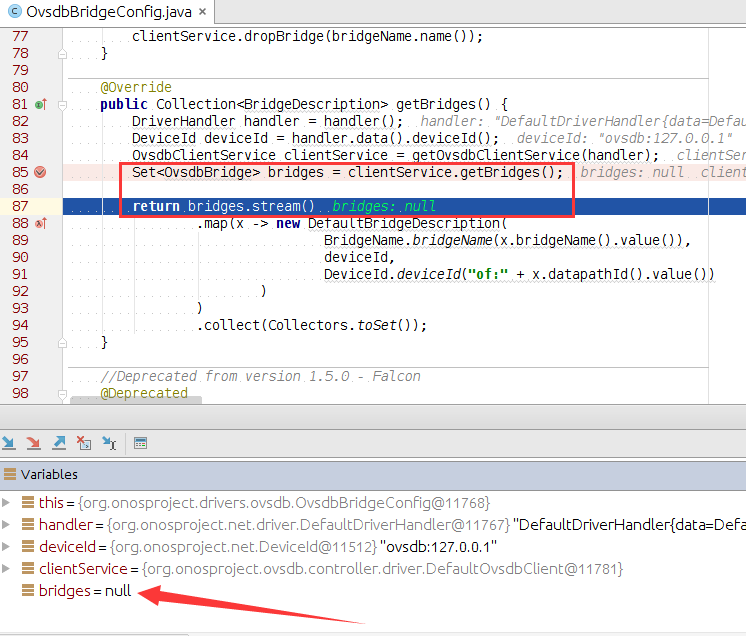 OvsdbBridgeConfig.java ×
77 clientService.dropBridge(bridgeName.name());
78 }
79
80 @Override
81 public Collection<BridgeDescription> getBridges() {
82 DriverHandler handler = handler(); handler: "DefaultDriverHandler{data=Defau
83 DeviceId deviceId = handler.data().deviceId(); deviceId: "ovsdb:127.0.0.1"
84 OvsdbClientService clientService = getOvsdbClientService(handler); clientServ
85 Set<OvsdbBridge> bridges = clientService.getBridges(); bridges: null client
86
87 return bridges.stream() bridges: null
88 .map(x -> new DefaultBridgeDescription(
89 BridgeName.bridgeName(x.bridgeName().value()),
90 deviceId,
91 DeviceId.deviceId("of:" + x.datapathId().value())
92 )
93 )
94 .collect(Collectors.toSet());
95 }
96
97 //Deprecated from version 1.5.0 - Falcon
98 @Deprecated
Variables
this = {org.onosproject.drivers.ovsdb.OvsdbBridgeConfig@11768}
handler = {org.onosproject.net.driver.DefaultDriverHandler@11767} "DefaultDriverHandler{data=Defa
deviceId = {org.onosproject.net.DeviceId@11512} "ovsdb:127.0.0.1"
clientService = {org.onosproject.ovsdb.controller.driver.DefaultOvsdbClient@11781}
bridges = null